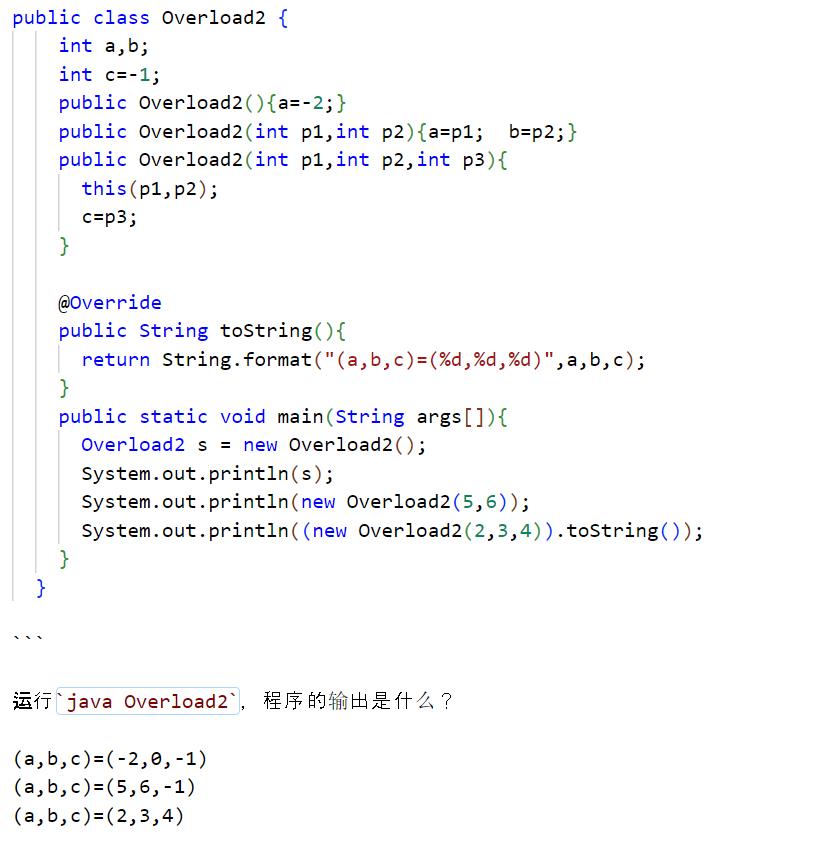 public class Overload2 {
    int a,b;
    int c=-1;
    public Overload2(){a=-2;}
    public Overload2(int p1,int p2){a=p1;  b=p2;}
    public Overload2(int p1,int p2,int p3){
      this(p1,p2);
      c=p3;
    }
    @Override
    public String toString(){
      return String.format("(a,b,c)=(%d,%d,%d)",a,b,c);
    }
    public static void main(String args[]){
      Overload2 s = new Overload2();
      System.out.println(s);
      System.out.println(new Overload2(5,6));
      System.out.println((new Overload2(2,3,4)).toString());
    }
  }
```
运行`java Overload2`, 程序的输出是什么？
(a,b,c)=(-2,0,-1)
(a,b,c)=(5,6,-1)
(a,b,c)=(2,3,4)